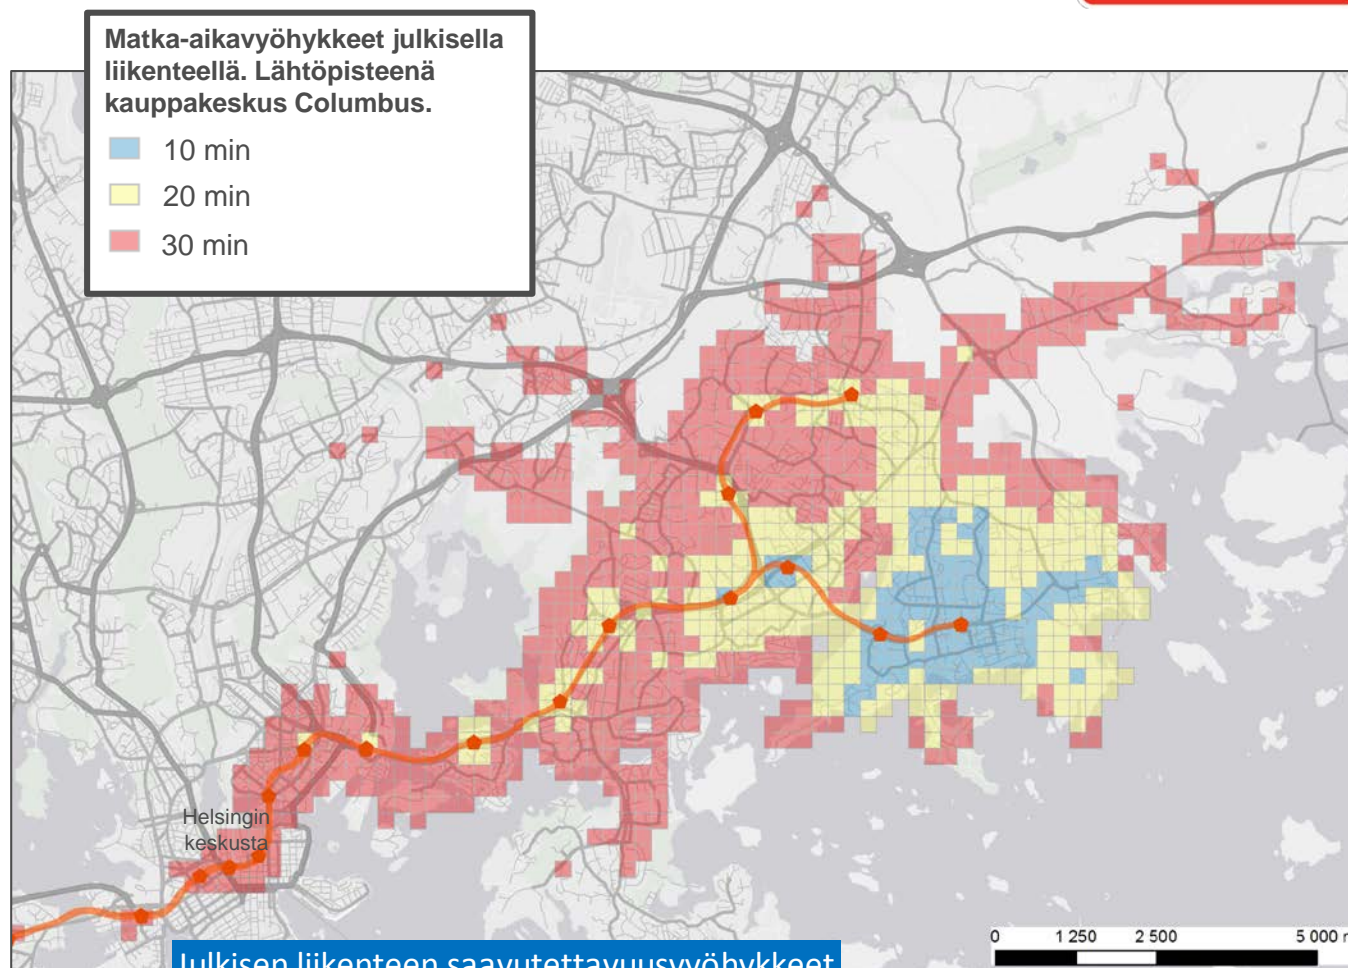 Matka-aikavyöhykkeet julkisella
liikenteellä. Lähtöpisteenä
kauppakeskus Columbus.
10 min
20 min
30 min
Helsingin
keskusta
Julkisen liikenteen saavutettavuusvyöhykkeet
0 1 250 2 500 5 000